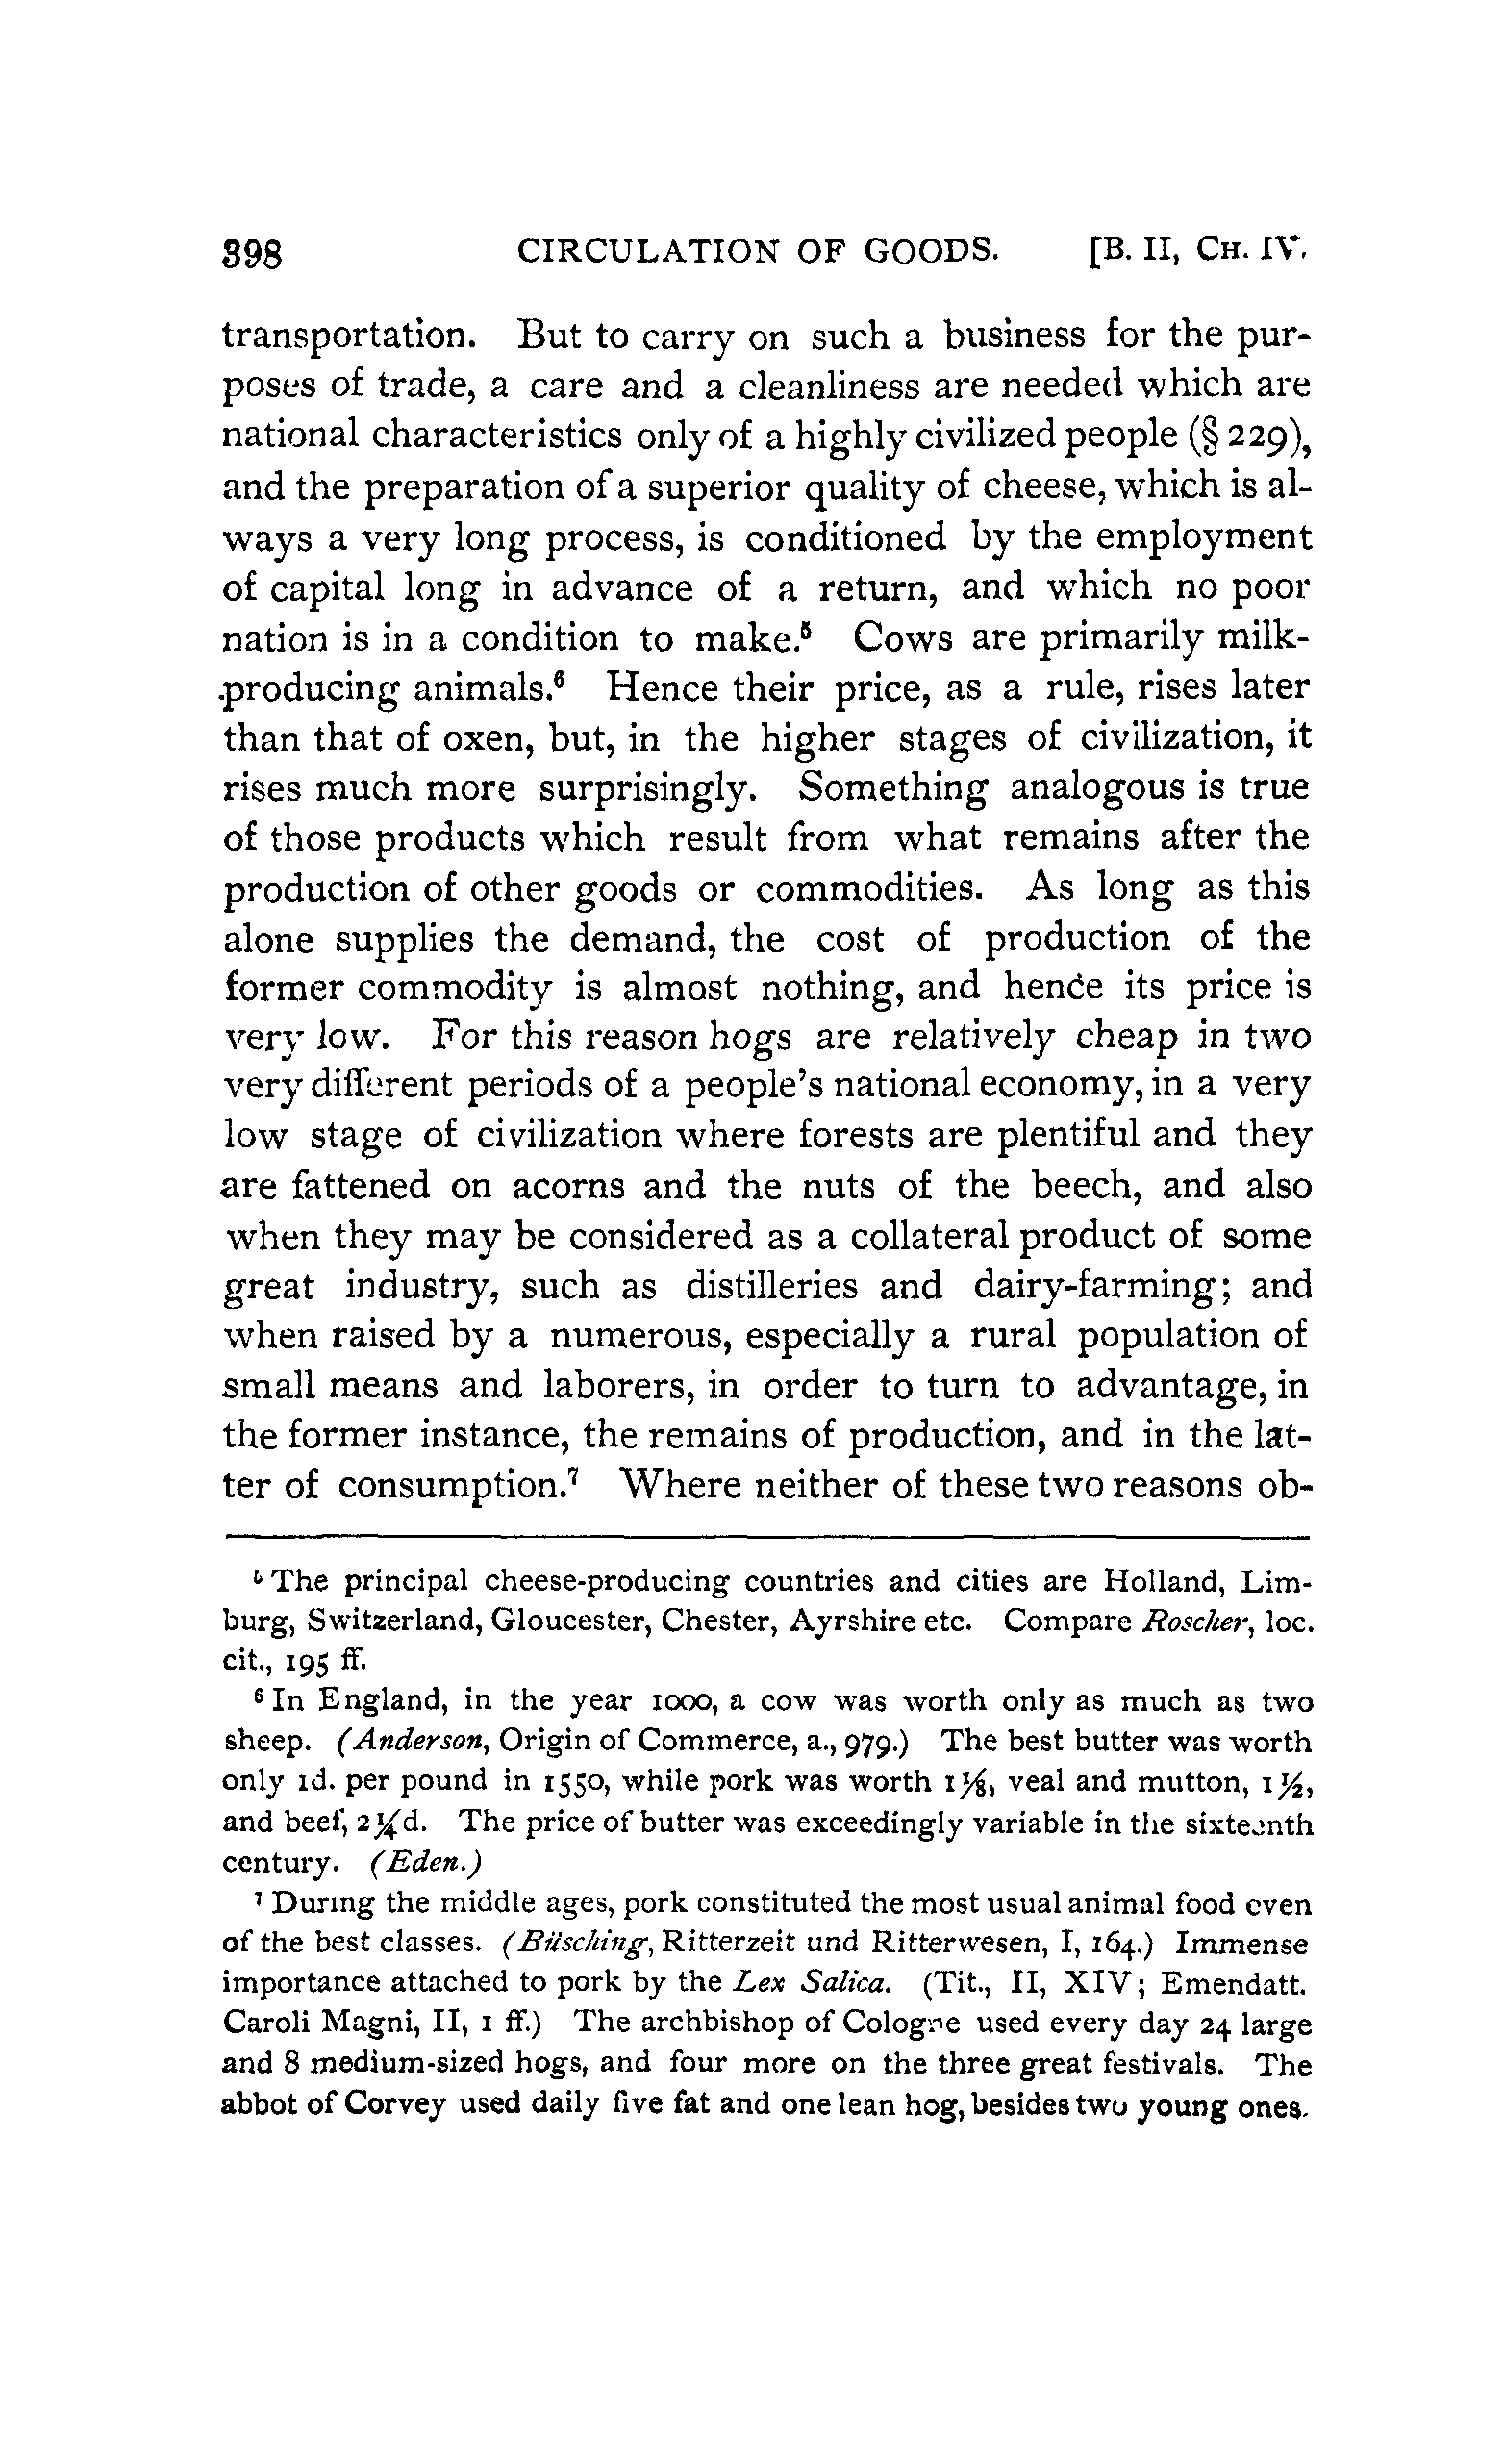 398 CIRCULATION OF GOODS. [B. II, CH. IV.
transportation. But to carry on such a business for the pur-
poses of trade, a care and a cleanliness are needed which are
national characteristics only of a highly civilized people (§ 229),
and the preparation of a superior quality of cheese, which is al-
ways a very long process, is conditioned by the employment
of capital long in advance of a return, and which no poor
nation is in a condition to make.⁵ Cows are primarily milk-
producing animals.⁶ Hence their price, as a rule, rises later
than that of oxen, but, in the higher stages of civilization, it
rises much more surprisingly. Something analogous is true
of those products which result from what remains after the
production of other goods or commodities. As long as this
alone supplies the demand, the cost of production of the
former commodity is almost nothing, and hence its price is
very low. For this reason hogs are relatively cheap in two
very different periods of a people's national economy, in a very
low stage of civilization where forests are plentiful and they
are fattened on acorns and the nuts of the beech, and also
when they may be considered as a collateral product of some
great industry, such as distilleries and dairy-farming; and
when raised by a numerous, especially a rural population of
small means and laborers, in order to turn to advantage, in
the former instance, the remains of production, and in the lat-
ter of consumption.⁷ Where neither of these two reasons ob-
⁵ The principal cheese-producing countries and cities are Holland, Lim-
burg, Switzerland, Gloucester, Chester, Ayrshire etc. Compare Roscher, loc.
cit., 195 ff.
⁶ In England, in the year 1000, a cow was worth only as much as two
sheep. (Anderson, Origin of Commerce, a., 979.) The best butter was worth
only 1d. per pound in 1550, while pork was worth 1⅛, veal and mutton, 1½,
and beef, 2¼d. The price of butter was exceedingly variable in the sixteenth
century. (Eden.)
⁷ During the middle ages, pork constituted the most usual animal food even
of the best classes. (Büsching, Ritterzeit und Ritterwesen, I, 164.) Immense
importance attached to pork by the Lex Salica. (Tit., II, XIV; Emendatt.
Caroli Magni, II, 1 ff.) The archbishop of Cologne used every day 24 large
and 8 medium-sized hogs, and four more on the three great festivals. The
abbot of Corvey used daily five fat and one lean hog, besides two young ones.